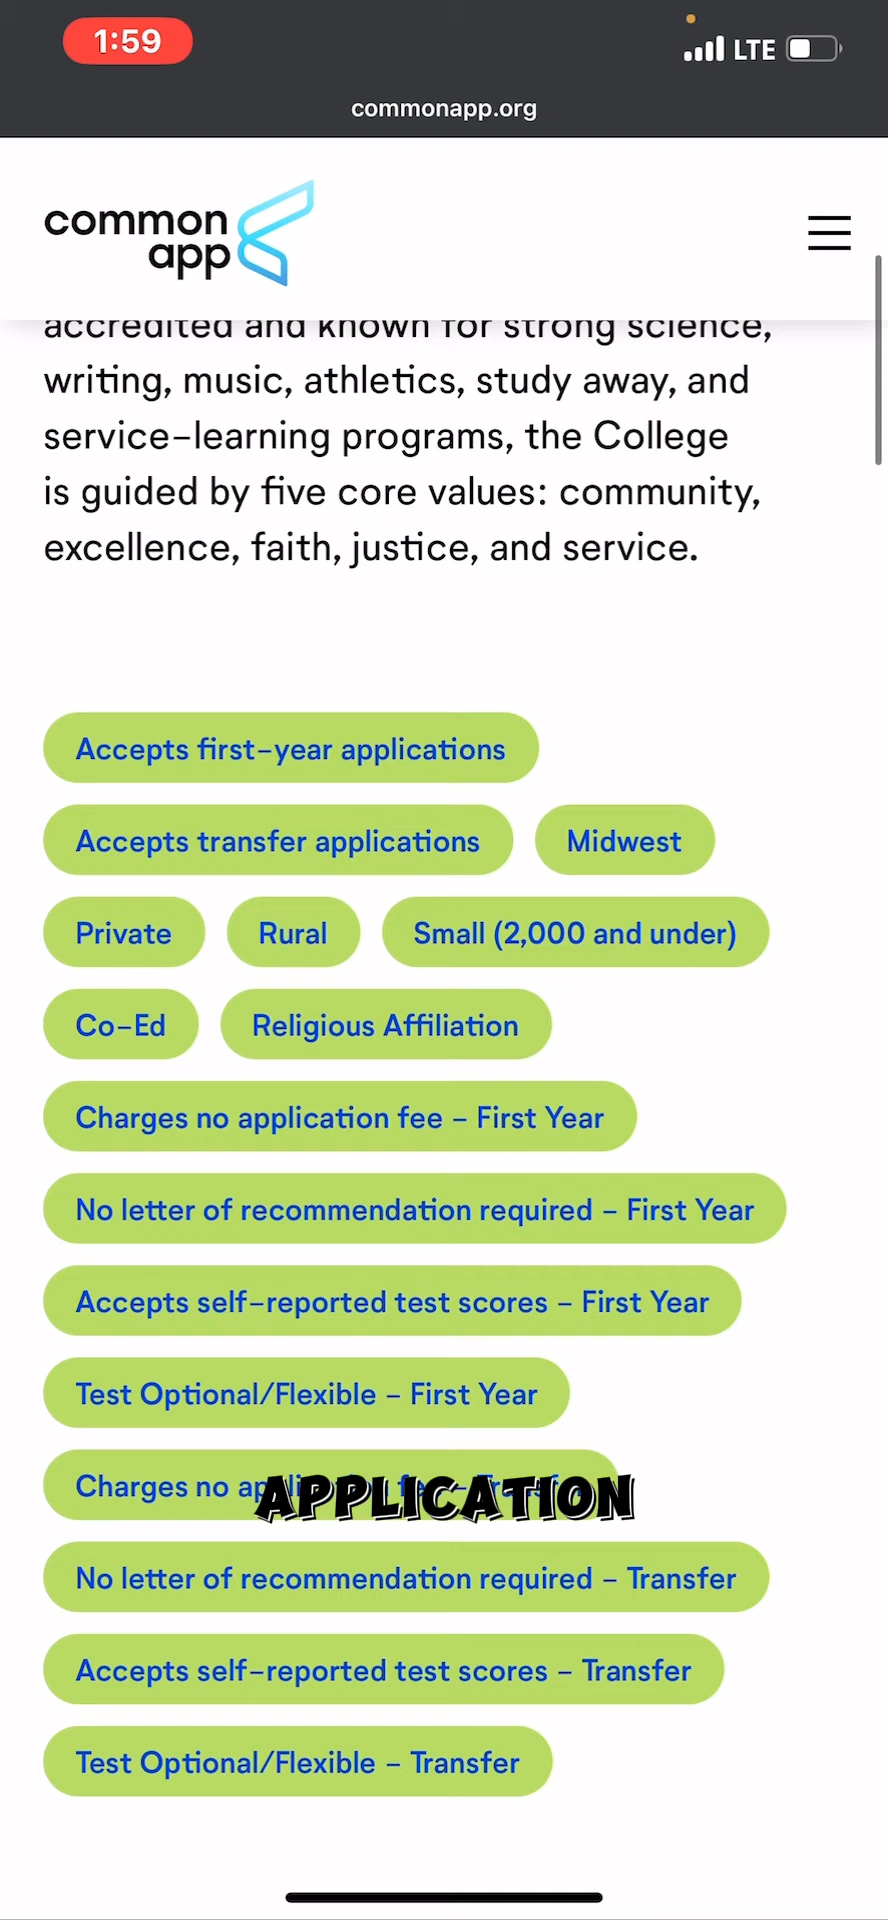 1:59
LTE
commonapp.org
common
app
accredited and known for strong science,
writing, music, athletics, study away, and
service-learning programs, the College
is guided by five core values: community,
excellence, faith, justice, and service.
Accepts first-year applications
Accepts transfer applications
Midwest
Private
Rural
Small (2,000 and under)
Co-Ed
Religious Affiliation
Charges no application fee – First Year
No letter of recommendation required – First Year
Accepts self-reported test scores – First Year
Test Optional/Flexible – First Year
Charges no application fee – Transfer
APPLICATION
No letter of recommendation required – Transfer
Accepts self-reported test scores – Transfer
Test Optional/Flexible – Transfer